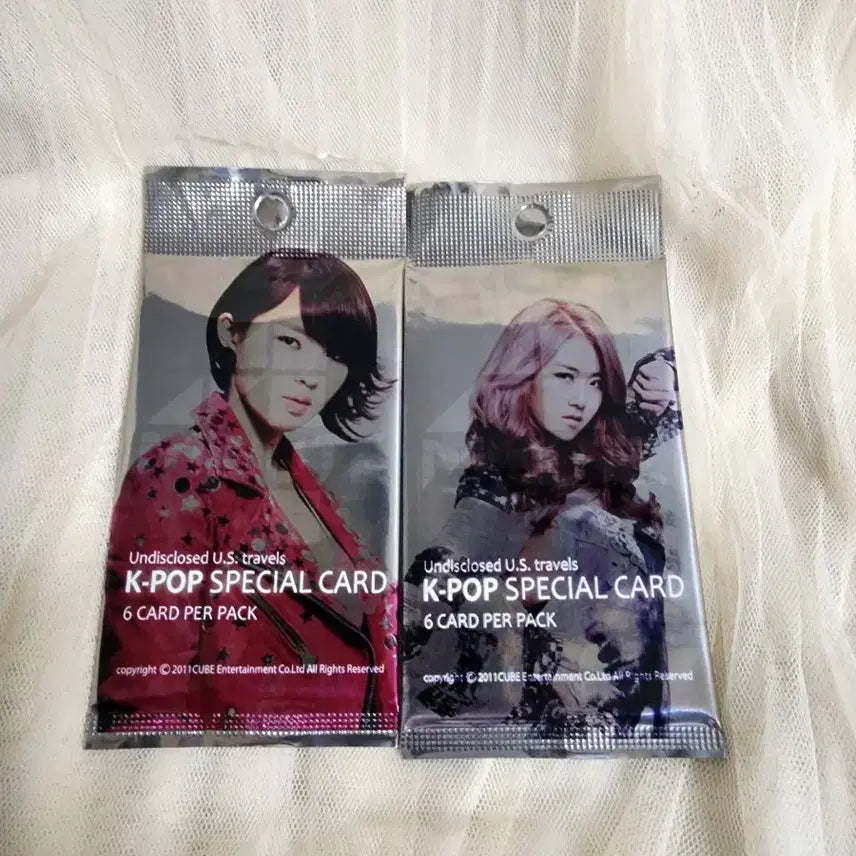 Undisclosed U.S. travels
K-POP SPECIAL CARD
6 CARD PER PACK
copyright © 2011CUBE Entertainment Co.Ltd All Rights Reserved
Undisclosed U.S. travels
K-POP SPECIAL CARD
6 CARD PER PACK
copyright © 2011CUBE Entertainment Co.Ltd All Rights Reserved